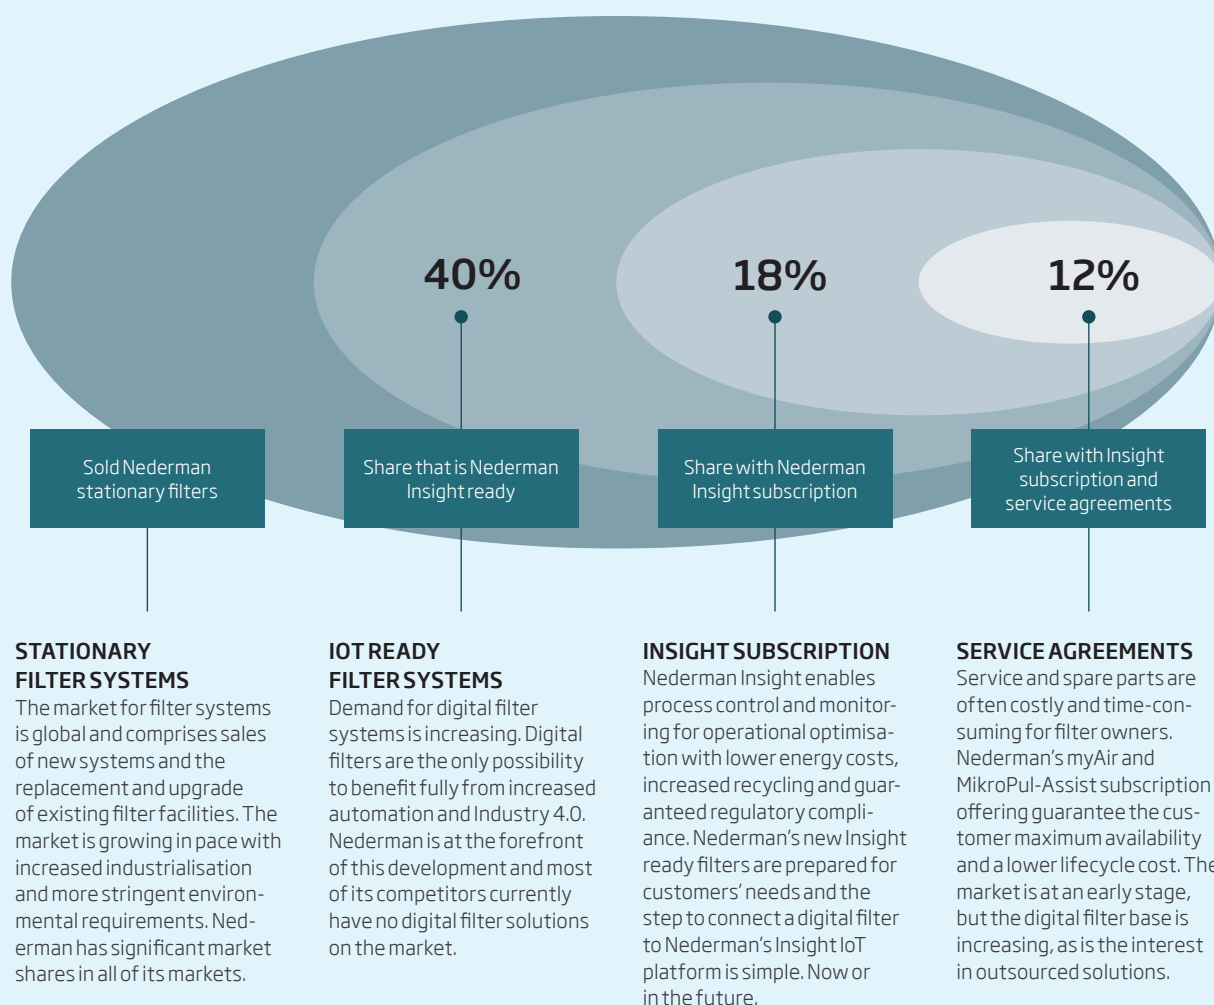 40%
18%
12%
Sold Nederman
stationary filters
Share that is Nederman
Insight ready
Share with Nederman
Insight subscription
Share with Insight
subscription and
service agreements
STATIONARY
FILTER SYSTEMS
The market for filter systems
is global and comprises sales
of new systems and the
replacement and upgrade
of existing filter facilities. The
market is growing in pace with
increased industrialisation
and more stringent environ-
mental requirements. Ned-
erman has significant market
shares in all of its markets.
IOT READY
FILTER SYSTEMS
Demand for digital filter
systems is increasing. Digital
filters are the only possibility
to benefit fully from increased
automation and Industry 4.0.
Nederman is at the forefront
of this development and most
of its competitors currently
have no digital filter solutions
on the market.
INSIGHT SUBSCRIPTION
Nederman Insight enables
process control and monitor-
ing for operational optimisa-
tion with lower energy costs,
increased recycling and guar-
anteed regulatory compli-
ance. Nederman's new Insight
ready filters are prepared for
customers' needs and the
step to connect a digital filter
to Nederman's Insight IoT
platform is simple. Now or
in the future.
SERVICE AGREEMENTS
Service and spare parts are
often costly and time-con-
suming for filter owners.
Nederman's myAir and
MikroPul-Assist subscription
offering guarantee the cus-
tomer maximum availability
and a lower lifecycle cost. The
market is at an early stage,
but the digital filter base is
increasing, as is the interest
in outsourced solutions.